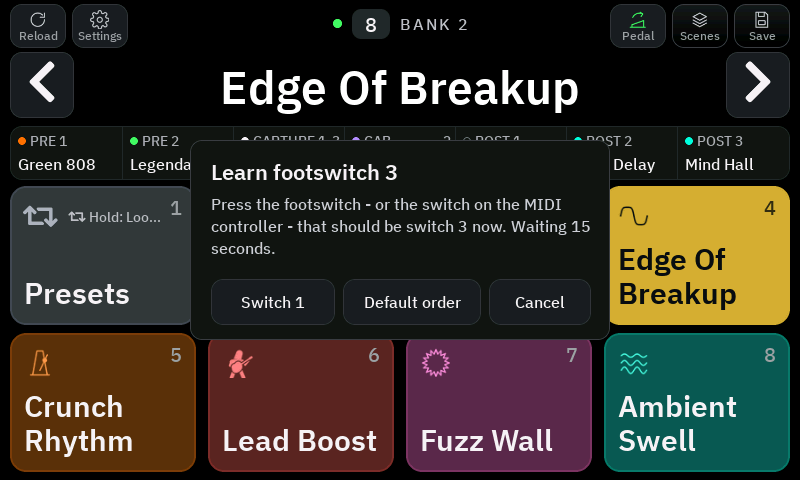 Reload
Settings
8 BANK 2
Pedal
Scenes
Save
Edge Of Breakup
PRE 1
Green 808
PRE 2
Legenda
POST 2
Delay
POST 3
Mind Hall
Learn footswitch 3
Press the footswitch - or the switch on the MIDI
controller - that should be switch 3 now. Waiting 15
seconds.
Switch 1
Default order
Cancel
Hold: Loo... 1
Presets
4
Edge Of
Breakup
5
Crunch
Rhythm
6
Lead Boost
7
Fuzz Wall
8
Ambient
Swell